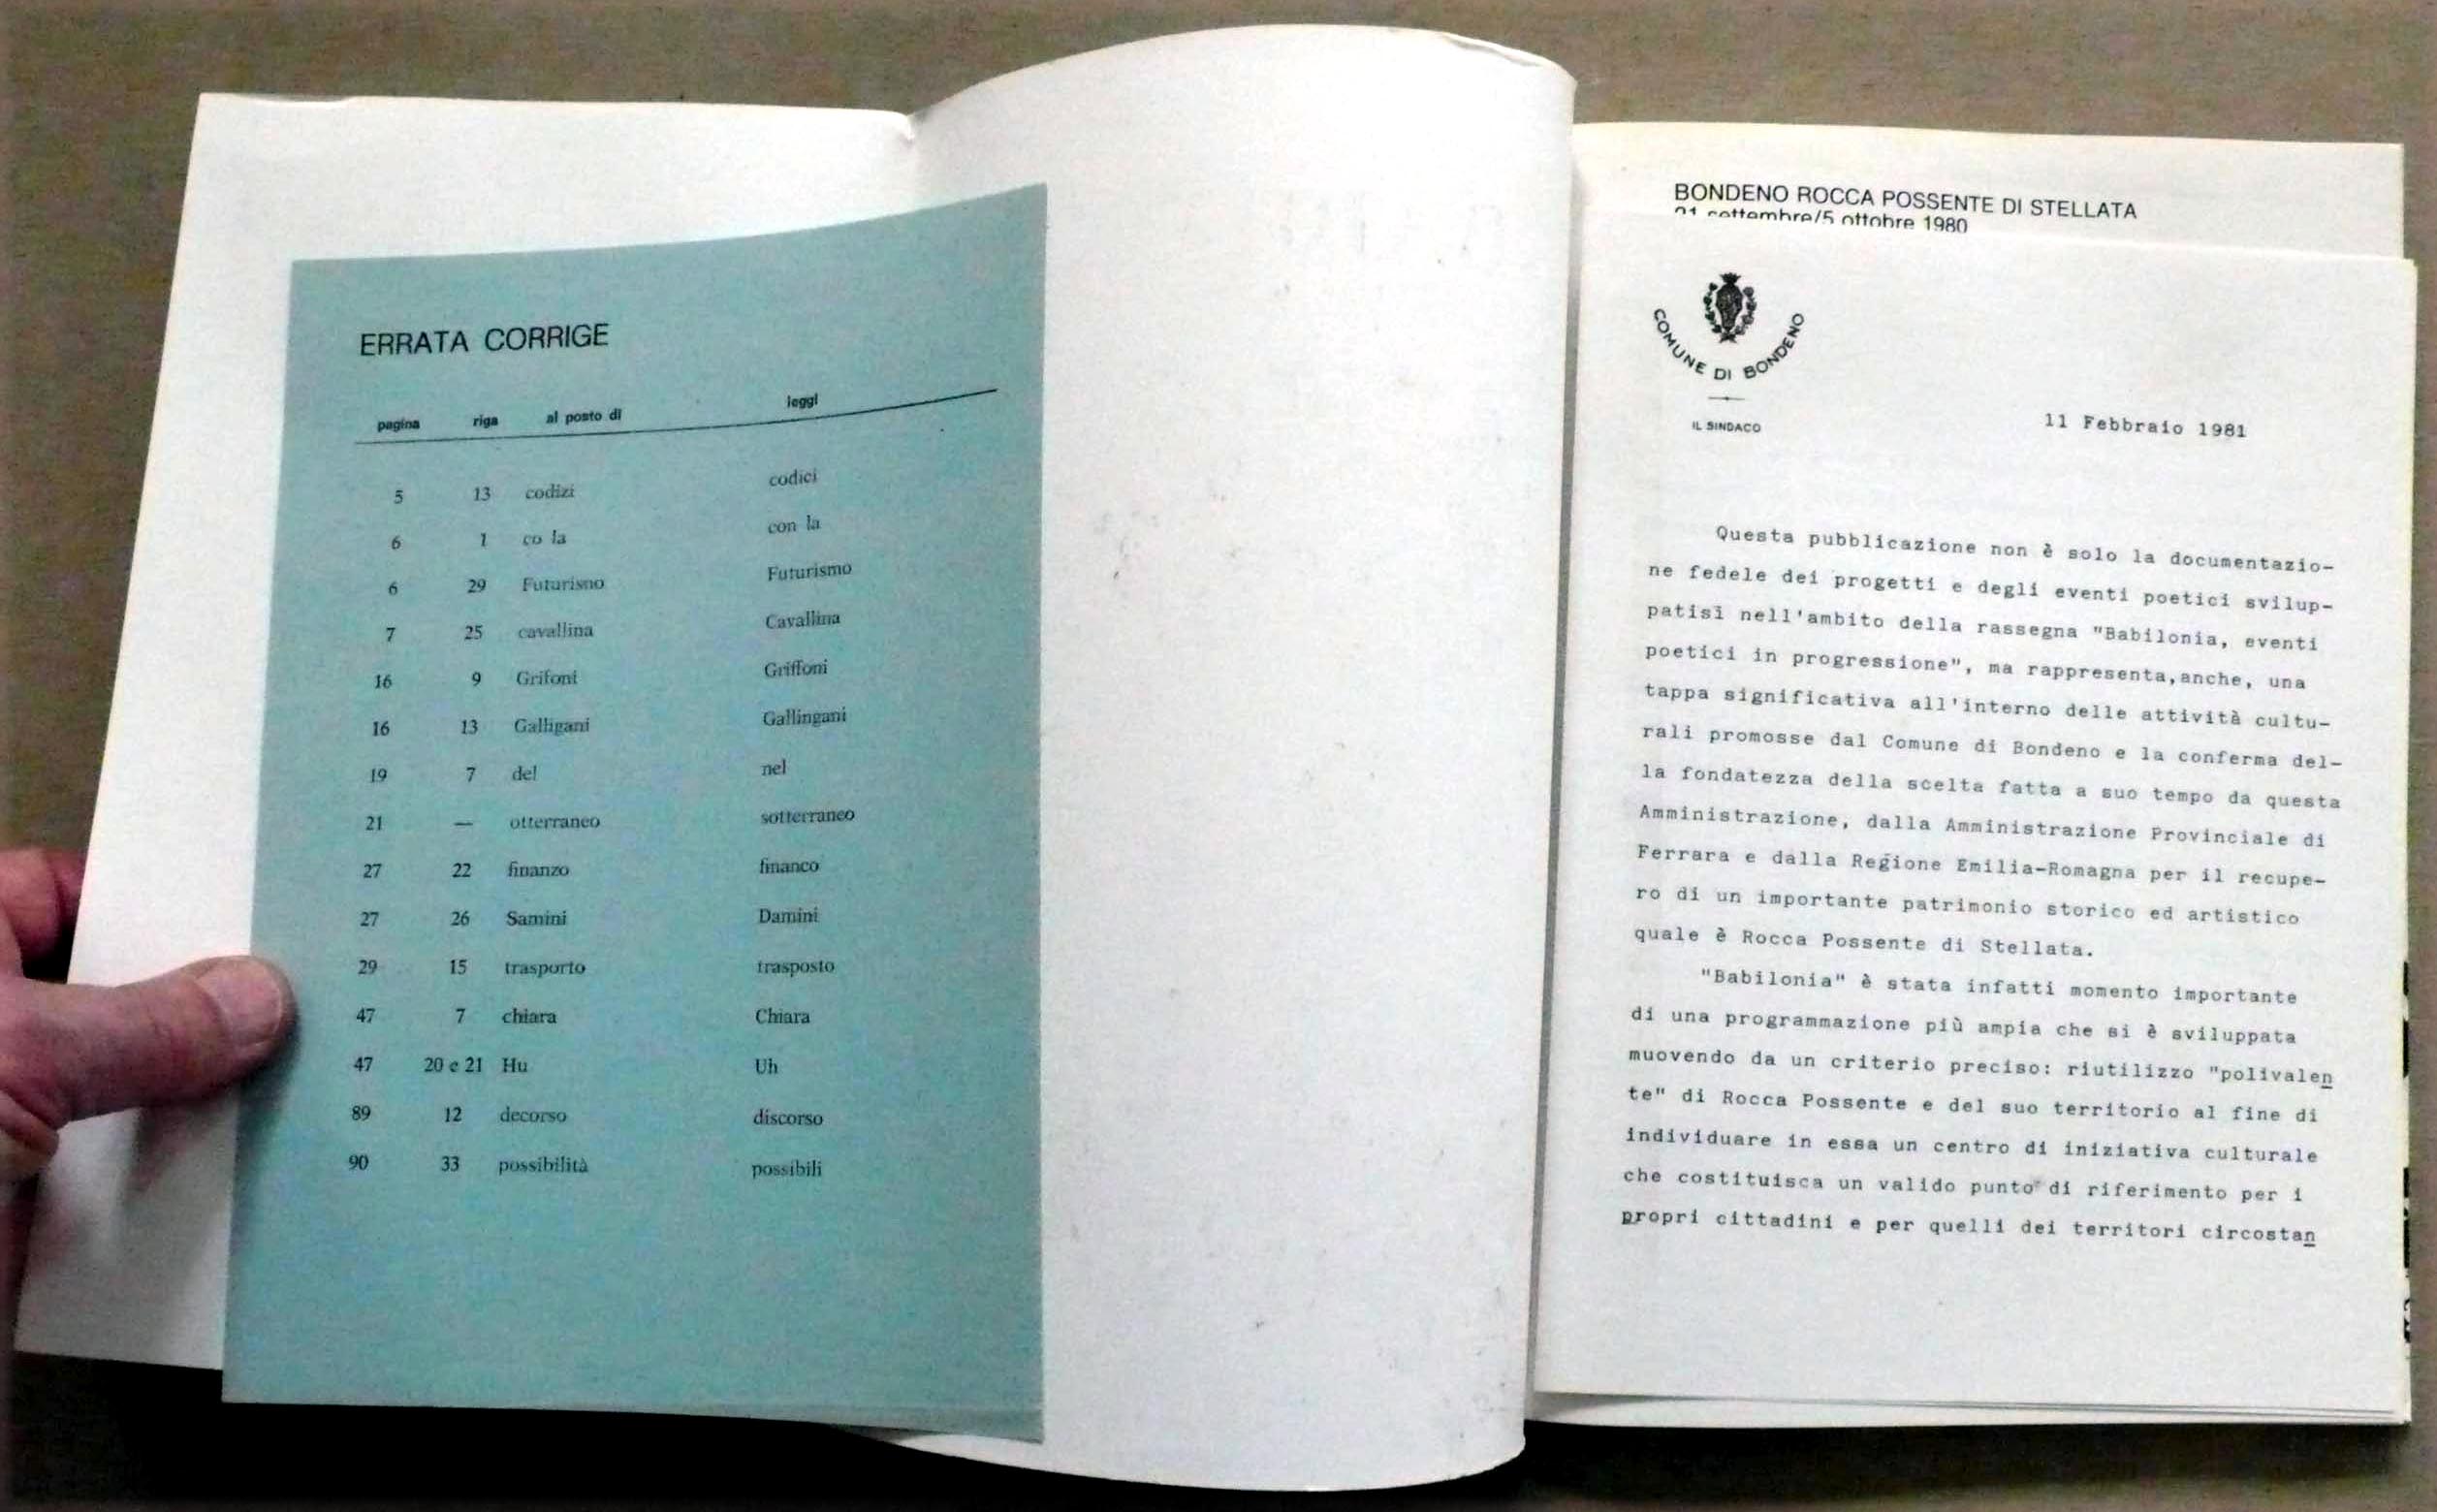 ERRATA CORRIGE
pagina riga al posto di leggi
5 13 codizi codici
6 1 co la con la
6 29 Futurisno Futurismo
7 25 cavallina Cavallina
16 9 Grifoni Griffoni
16 13 Galligani Gallingani
19 7 del nel
21 — otterraneo sotterraneo
27 22 finanzo financo
27 26 Samini Damini
29 15 trasporto trasposto
47 7 chiara Chiara
47 20 e 21 Hu Uh
89 12 decorso discorso
90 33 possibilità possibili
BONDENO ROCCA POSSENTE DI STELLATA
21 settembre/5 ottobre 1980
COMUNE DI BONDENO
IL SINDACO
11 Febbraio 1981
Questa pubblicazione non è solo la documentazio-
ne fedele dei progetti e degli eventi poetici svilup-
patisi nell'ambito della rassegna "Babilonia, eventi
poetici in progressione", ma rappresenta,anche, una
tappa significativa all'interno delle attività cultu-
rali promosse dal Comune di Bondeno e la conferma del-
la fondatezza della scelta fatta a suo tempo da questa
Amministrazione, dalla Amministrazione Provinciale di
Ferrara e dalla Regione Emilia-Romagna per il recupe-
ro di un importante patrimonio storico ed artistico
quale è Rocca Possente di Stellata.
"Babilonia" è stata infatti momento importante
di una programmazione più ampia che si è sviluppata
muovendo da un criterio preciso: riutilizzo "polivalen
te" di Rocca Possente e del suo territorio al fine di
individuare in essa un centro di iniziativa culturale
che costituisca un valido punto di riferimento per i
propri cittadini e per quelli dei territori circostan